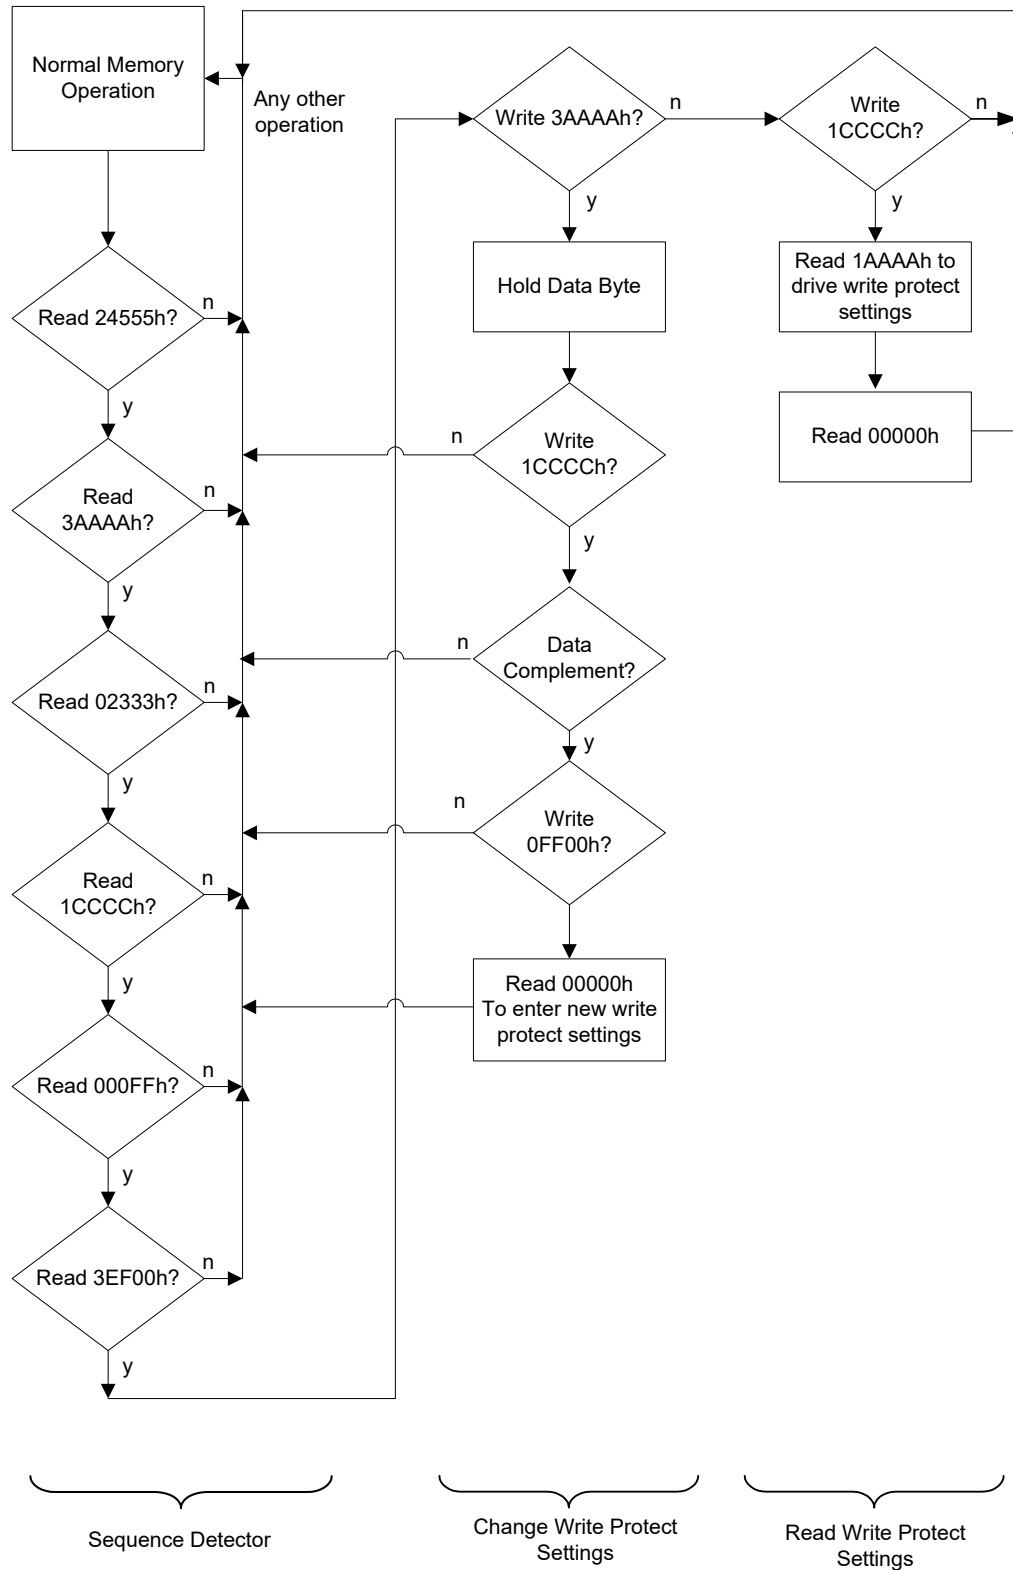 Normal Memory
Operation
Any other
operation
Read 24555h?
n
y
Read
3AAAAh?
n
y
Read 02333h?
n
y
Read
1CCCCh?
n
y
Read 000FFh?
n
y
Read 3EF00h?
n
y
Write 3AAAAh?
n
y
Hold Data Byte
Write
1CCCCh?
n
y
Data
Complement?
n
y
Write
0FF00h?
n
Read 00000h
To enter new write
protect settings
Write
1CCCCh?
n
y
Read 1AAAAh to
drive write protect
settings
Read 00000h
Sequence Detector
Change Write Protect
Settings
Read Write Protect
Settings